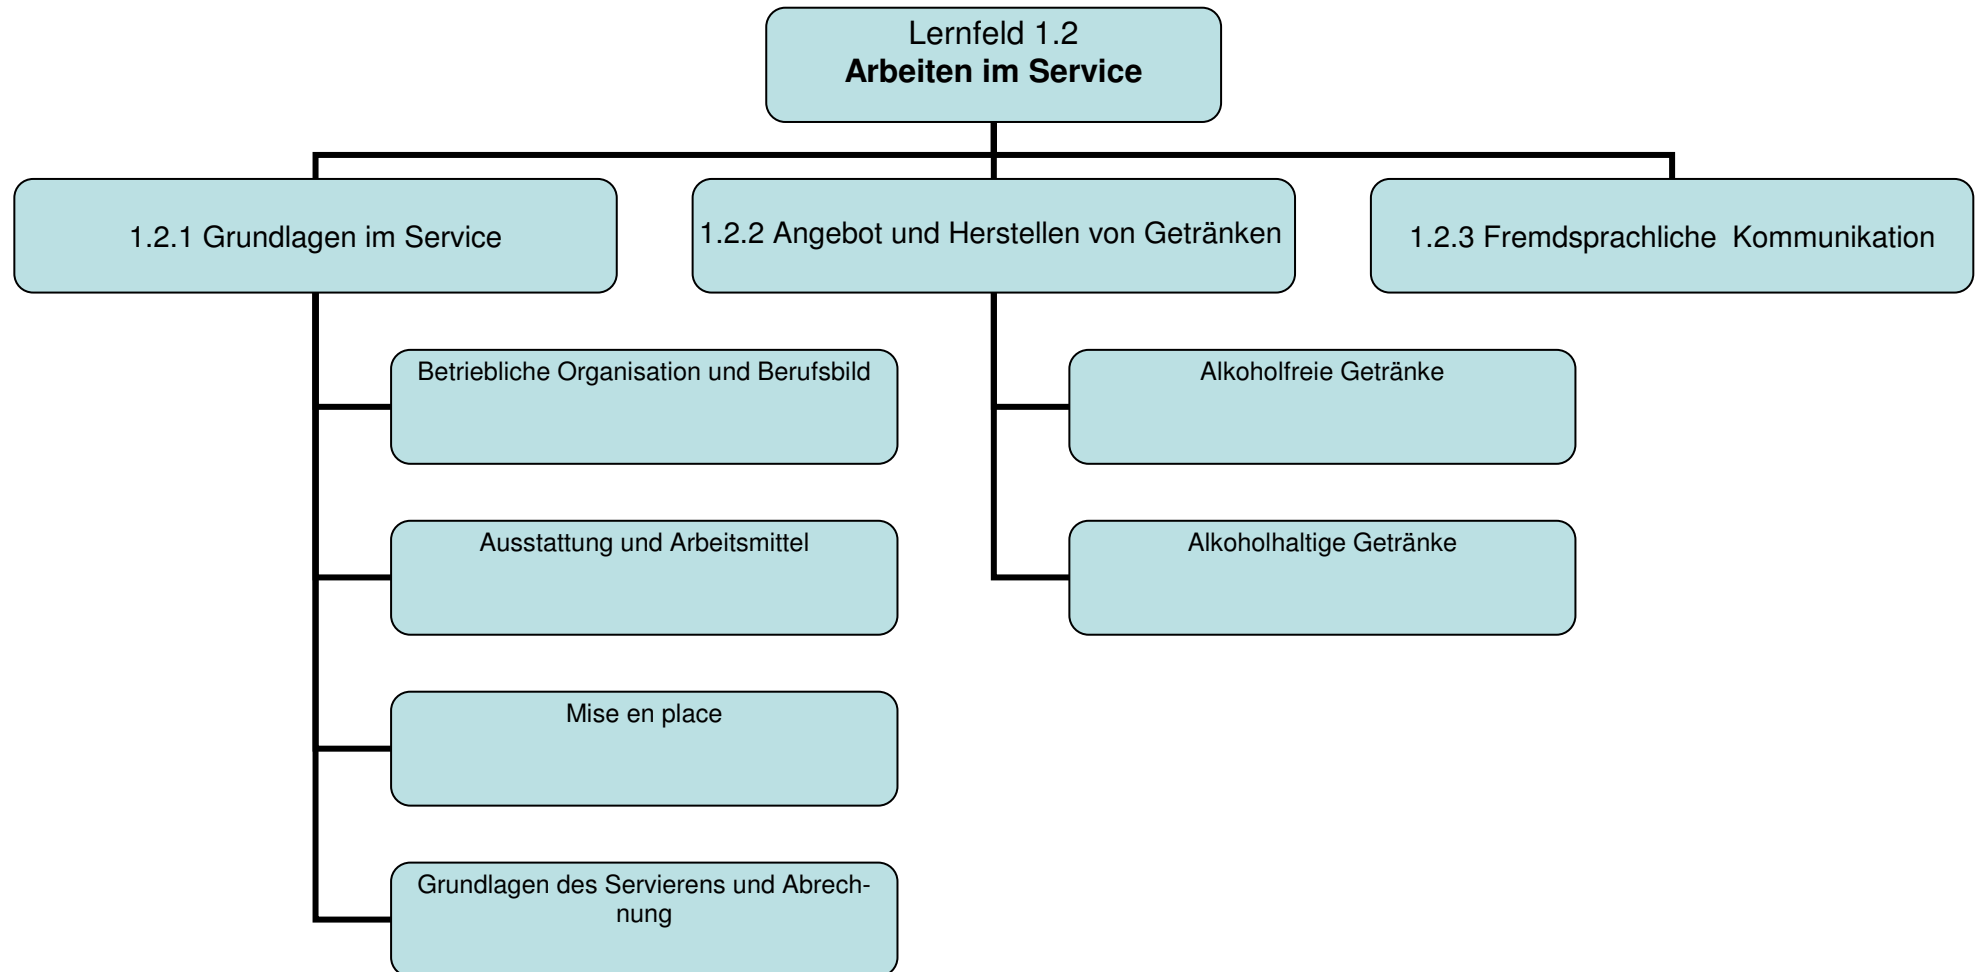 Lernfeld 1.2
Arbeiten im Service
1.2.1 Grundlagen im Service
1.2.2 Angebot und Herstellen von Getränken
1.2.3 Fremdsprachliche  Kommunikation
Betriebliche Organisation und Berufsbild
Alkoholfreie Getränke
Ausstattung und Arbeitsmittel
Alkoholhaltige Getränke
Mise en place
Grundlagen des Servierens und Abrech-
nung